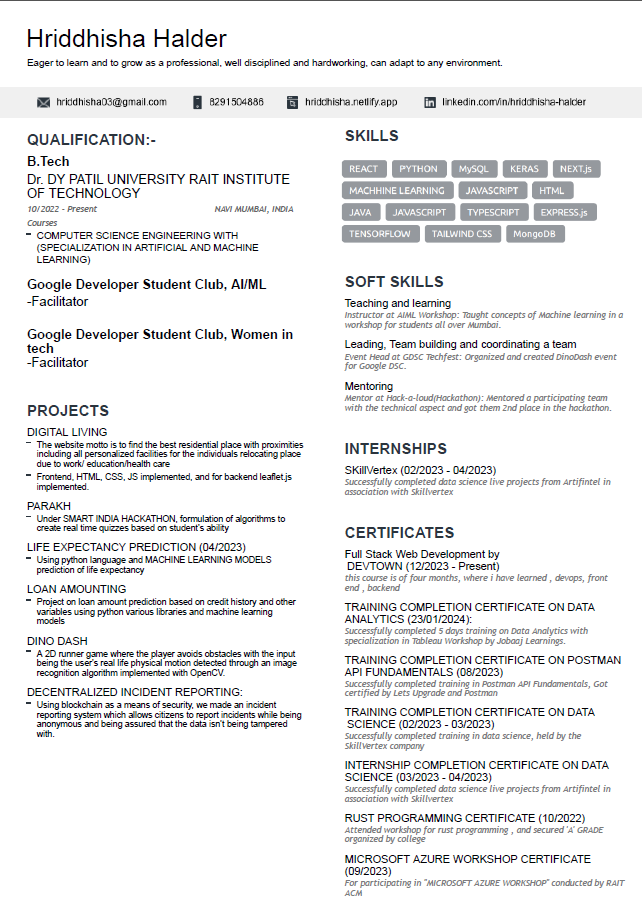 Hriddhisha Halder
Eager to learn and to grow as a professional, well disciplined and hardworking, can adapt to any environment.
hriddhisha03@gmail.com 8291504886 hriddhisha.netlify.app linkedin.com/in/hriddhisha-halder
QUALIFICATION:-
B.Tech
Dr. DY PATIL UNIVERSITY RAIT INSTITUTE
OF TECHNOLOGY
10/2022 - Present NAVI MUMBAI, INDIA
Courses
- COMPUTER SCIENCE ENGINEERING WITH
(SPECIALIZATION IN ARTIFICIAL AND MACHINE
LEARNING)
Google Developer Student Club, AI/ML
-Facilitator
Google Developer Student Club, Women in
tech
-Facilitator
PROJECTS
DIGITAL LIVING
- The website motto is to find the best residential place with proximities
including all personalized facilities for the individuals relocating place
due to work/ education/health care
- Frontend, HTML, CSS, JS implemented, and for backend leaflet.js
implemented.
PARAKH
- Under SMART INDIA HACKATHON, formulation of algorithms to
create real time quizzes based on student's ability
LIFE EXPECTANCY PREDICTION (04/2023)
- Using python language and MACHINE LEARNING MODELS
prediction of life expectancy
LOAN AMOUNTING
- Project on loan amount prediction based on credit history and other
variables using python various libraries and machine learning
models
DINO DASH
- A 2D runner game where the player avoids obstacles with the input
being the user's real life physical motion detected through an image
recognition algorithm implemented with OpenCV.
DECENTRALIZED INCIDENT REPORTING:
- Using blockchain as a means of security, we made an incident
reporting system which allows citizens to report incidents while being
anonymous and being assured that the data isn't being tampered
with.
SKILLS
REACT PYTHON MySQL KERAS NEXT.js
MACHHINE LEARNING JAVASCRIPT HTML
JAVA JAVASCRIPT TYPESCRIPT EXPRESS.js
TENSORFLOW TAILWIND CSS MongoDB
SOFT SKILLS
Teaching and learning
Instructor at AIML Workshop: Taught concepts of Machine learning in a
workshop for students all over Mumbai.
Leading, Team building and coordinating a team
Event Head at GDSC Techfest: Organized and created DinoDash event
for Google DSC.
Mentoring
Mentor at Hack-a-loud(Hackathon): Mentored a participating team
with the technical aspect and got them 2nd place in the hackathon.
INTERNSHIPS
SKillVertex (02/2023 - 04/2023)
Successfully completed data science live projects from Artifintel in
association with Skillvertex
CERTIFICATES
Full Stack Web Development by
DEVTOWN (12/2023 - Present)
this course is of four months, where i have learned , devops, front
end , backend
TRAINING COMPLETION CERTIFICATE ON DATA
ANALYTICS (23/01/2024):
Successfully completed 5 days training on Data Analytics with
specialization in Tableau Workshop by Jobaaj Learnings.
TRAINING COMPLETION CERTIFICATE ON POSTMAN
API FUNDAMENTALS (08/2023)
Successfully completed training in Postman API Fundamentals, Got
certified by Lets Upgrade and Postman
TRAINING COMPLETION CERTIFICATE ON DATA
SCIENCE (02/2023 - 03/2023)
Successfully completed training in data science, held by the
SkillVertex company
INTERNSHIP COMPLETION CERTIFICATE ON DATA
SCIENCE (03/2023 - 04/2023)
Successfully completed data science live projects from Artifintel in
association with Skillvertex
RUST PROGRAMMING CERTIFICATE (10/2022)
Attended workshop for rust programming , and secured 'A' GRADE
organized by college
MICROSOFT AZURE WORKSHOP CERTIFICATE
(09/2023)
For participating in "MICROSOFT AZURE WORKSHOP" conducted by RAIT
ACM